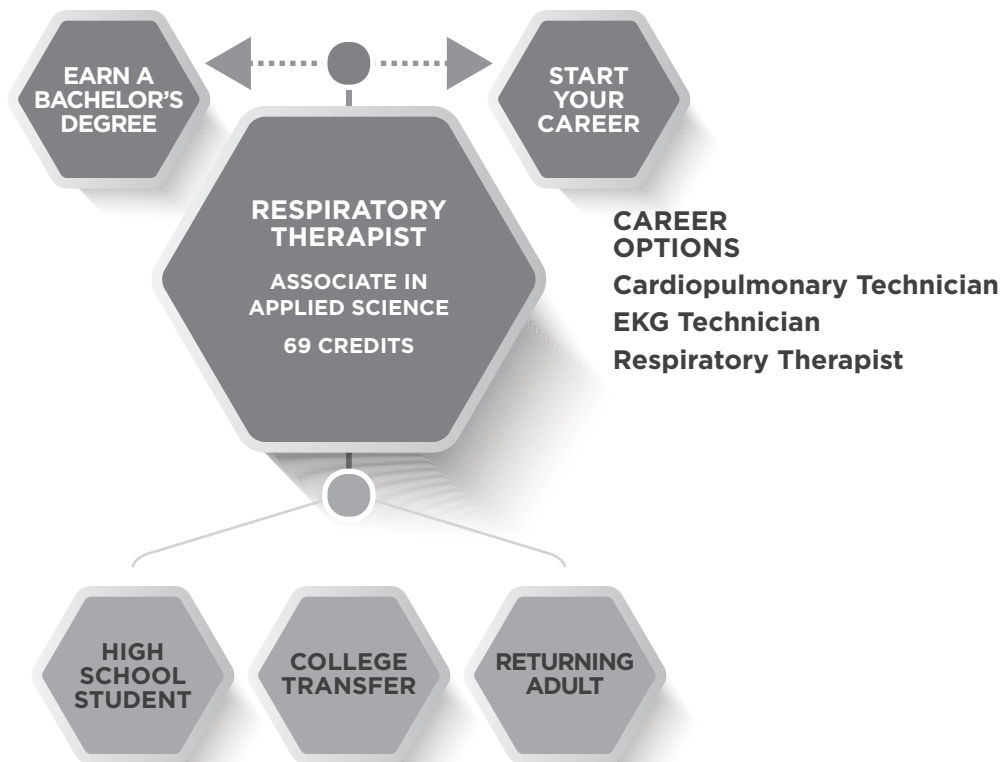 EARN A
BACHELOR'S
DEGREE
START
YOUR
CAREER
RESPIRATORY
THERAPIST
ASSOCIATE IN
APPLIED SCIENCE
69 CREDITS
CAREER
OPTIONS
Cardiopulmonary Technician
EKG Technician
Respiratory Therapist
HIGH
SCHOOL
STUDENT
COLLEGE
TRANSFER
RETURNING
ADULT